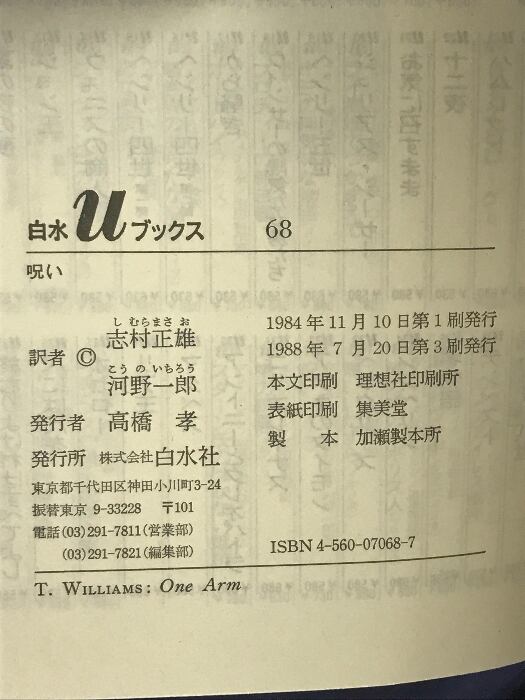 白水uブックス 68
呪い
訳者 © 志村正雄
しむらまさお
河野一郎
こうのいちろう
発行者 高橋 孝
発行所 株式会社白水社
東京都千代田区神田小川町3-24
振替東京 9-33228 〒101
電話(03)291-7811(営業部)
(03)291-7821(編集部)
1984年11月10日第1刷発行
1988年 7月20日第3刷発行
本文印刷 理想社印刷所
表紙印刷 集美堂
製本 加瀬製本所
ISBN 4-560-07068-7
T. WILLIAMS: One Arm